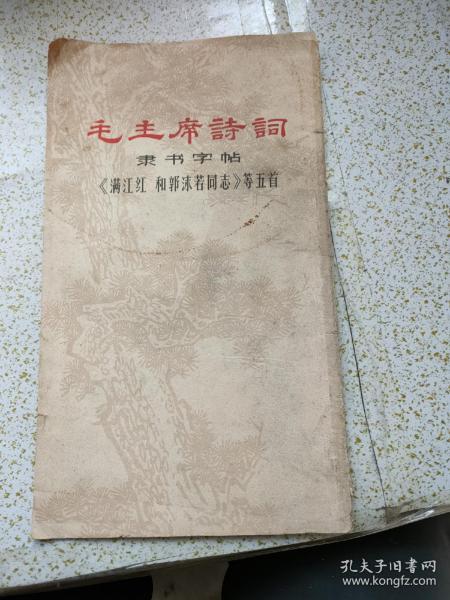 毛主席詩詞
隶书字帖
《满江红 和郭沫若同志》等五首
孔夫子旧书网
www.kongfz.com